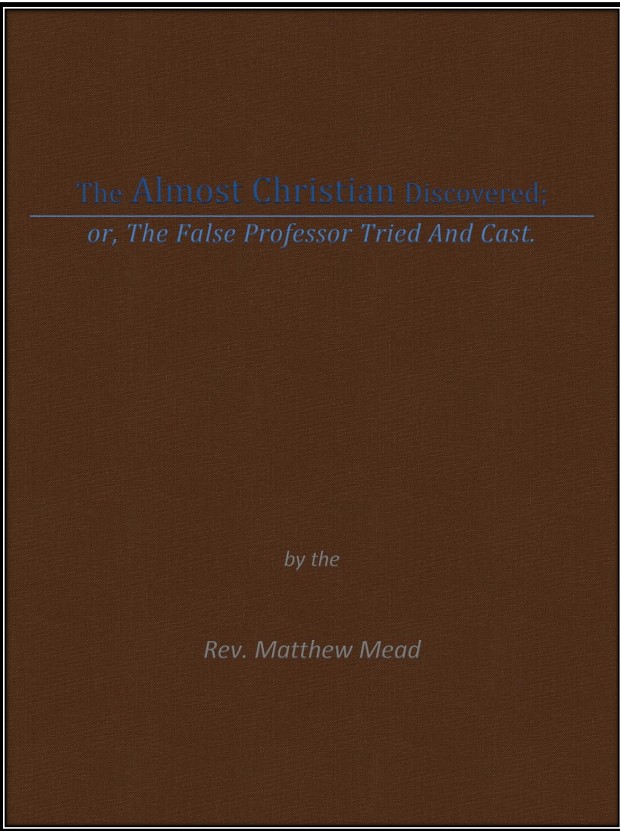 The Almost Christian Discovered;
or, The False Professor Tried And Cast.
by the
Rev. Matthew Mead